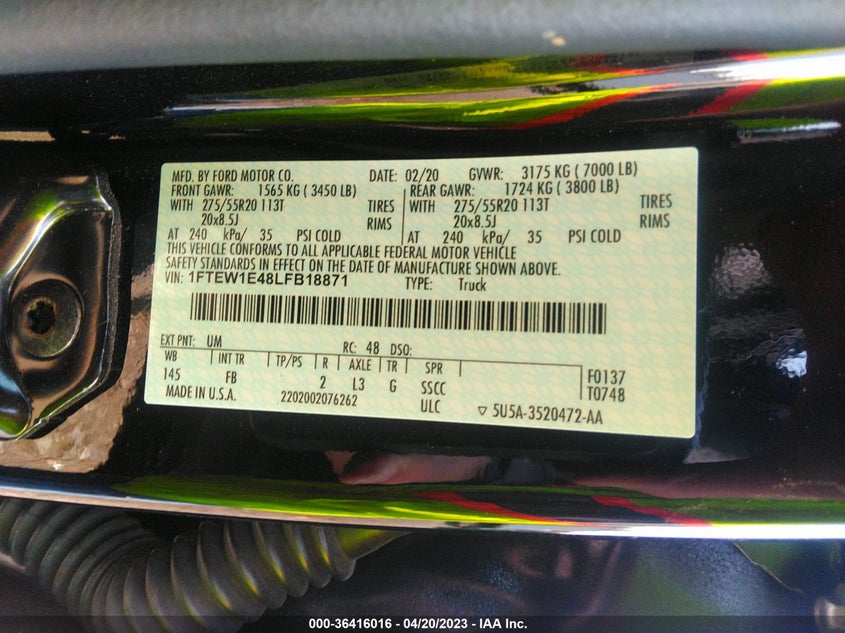 MFD. BY FORD MOTOR CO. DATE: 02/20 GVWR: 3175 KG ( 7000 LB)
FRONT GAWR: 1565 KG ( 3450 LB) REAR GAWR: 1724 KG ( 3800 LB)
WITH 275/55R20 113T TIRES WITH 275/55R20 113T TIRES
20x8.5J RIMS 20x8.5J RIMS
AT 240 kPa/ 35 PSI COLD AT 240 kPa/ 35 PSI COLD
THIS VEHICLE CONFORMS TO ALL APPLICABLE FEDERAL MOTOR VEHICLE
SAFETY STANDARDS IN EFFECT ON THE DATE OF MANUFACTURE SHOWN ABOVE.
VIN: 1FTEW1E48LFB18871 TYPE: Truck
EXT PNT: UM RC: 48 DSO:
WB INT TR TP/PS R AXLE TR SPR F0137
145 FB 2 L3 G SSCC T0748
MADE IN U.S.A. 2202002076262 ULC ▽ 5U5A-3520472-AA
000-36416016 - 04/20/2023 - IAA Inc.